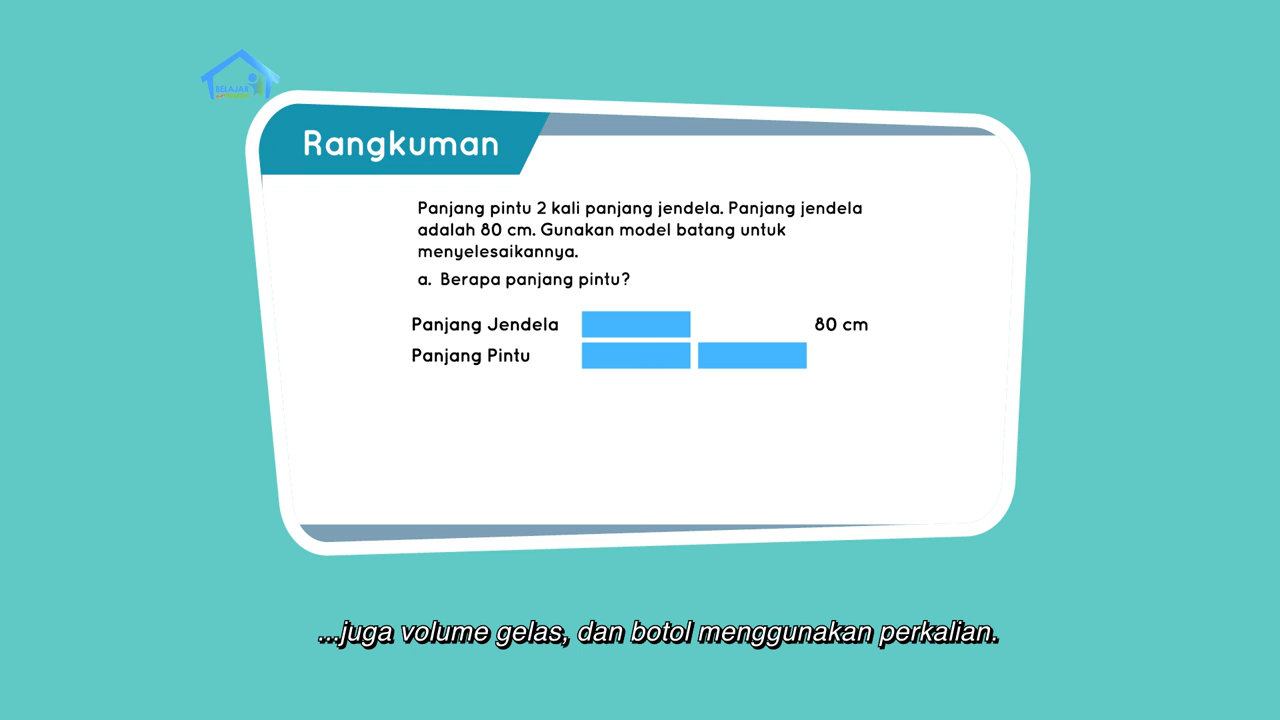 BELAJAR
Rangkuman
Panjang pintu 2 kali panjang jendela. Panjang jendela
adalah 80 cm. Gunakan model batang untuk
menyelesaikannya.
a. Berapa panjang pintu?
Panjang Jendela 80 cm
Panjang Pintu
...juga volume gelas, dan botol menggunakan perkalian.